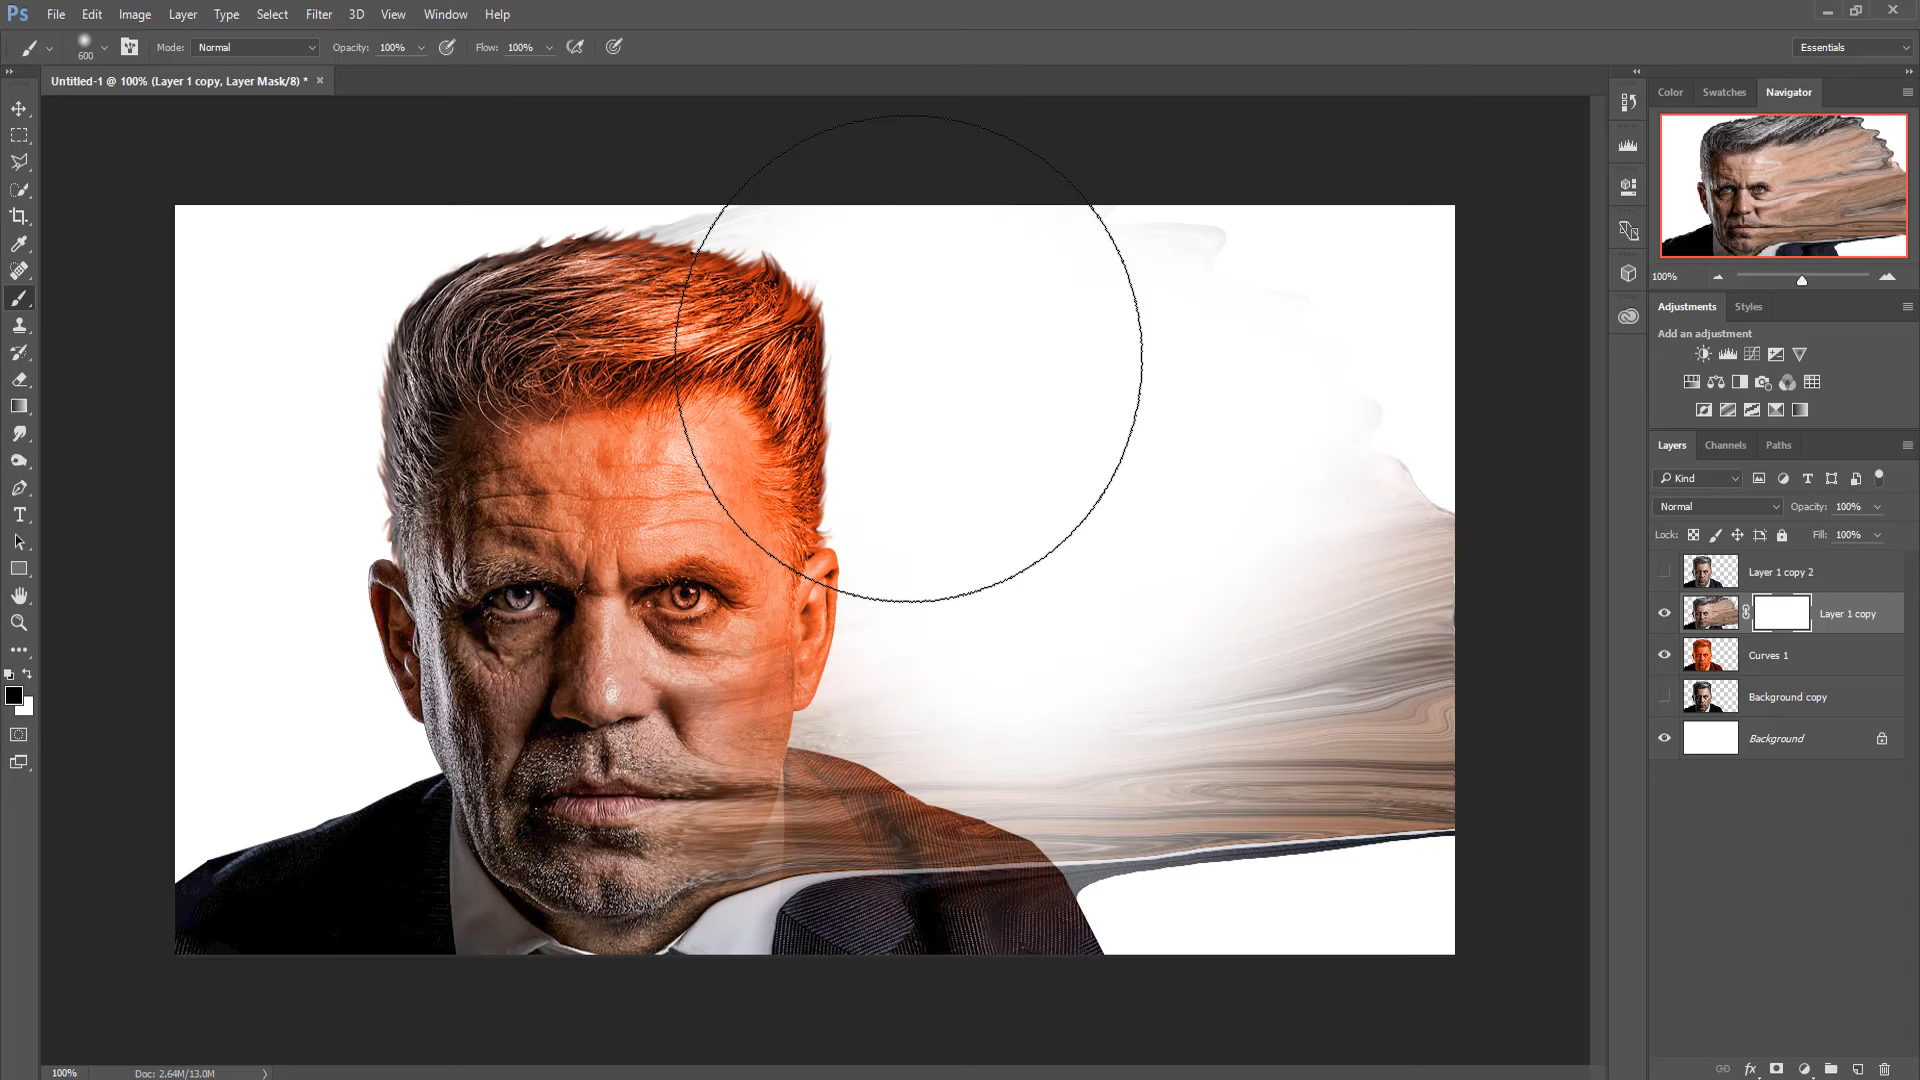 Ps File Edit Image Layer Type Select Filter 3D View Window Help
600 Mode: Normal Opacity: 100% Flow: 100% Essentials
Untitled-1 @ 100% (Layer 1 copy, Layer Mask/8) *
Color Swatches Navigator
100%
Adjustments Styles
Add an adjustment
Layers Channels Paths
Kind
Normal Opacity: 100%
Lock: Fill: 100%
Layer 1 copy 2
Layer 1 copy
Curves 1
Background copy
Background
fx
100% Doc: 2.64M/13.0M